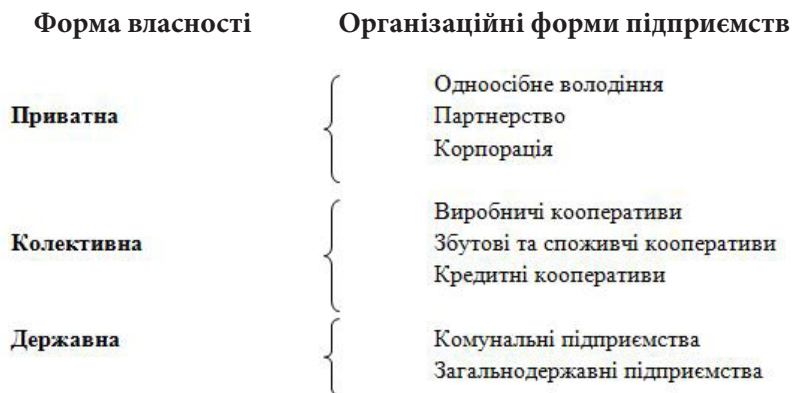 Форма власності Організаційні форми підприємств
Одноосібне володіння
Приватна Партнерство
Корпорація
Виробничі кооперативи
Колективна Збутові та споживчі кооперативи
Кредитні кооперативи
Державна Комунальні підприємства
Загальнодержавні підприємства